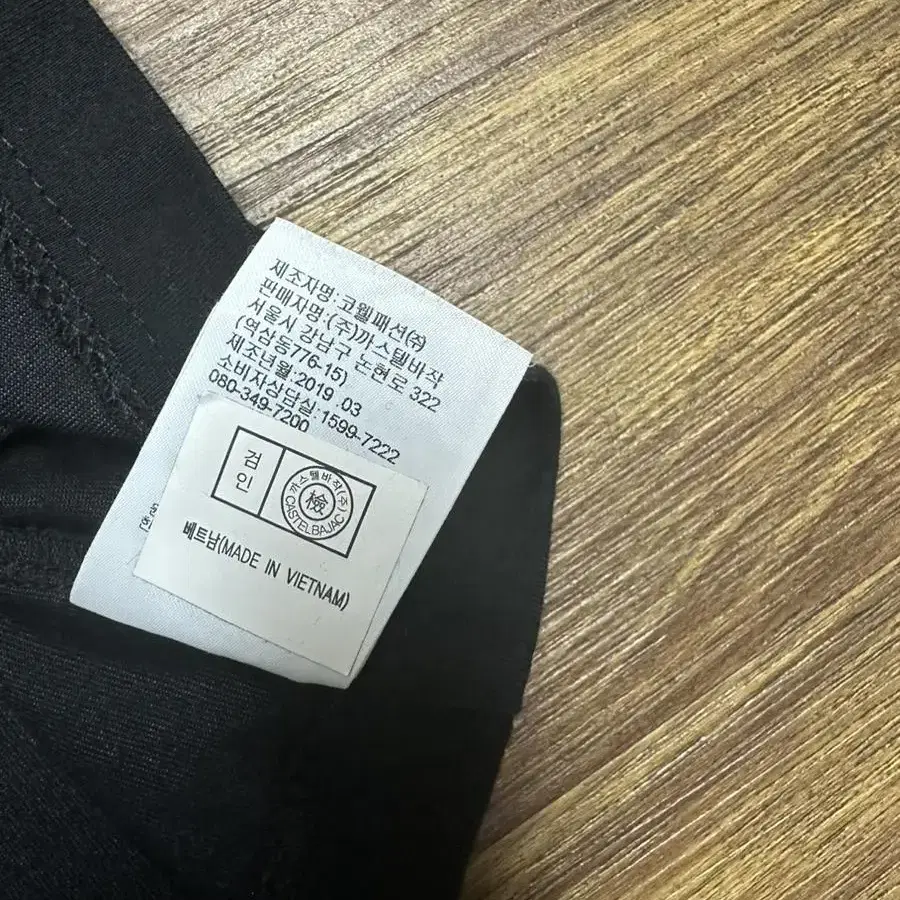 제조자명:코웰패션(주)
판매자명:(주)까스텔바작
서울시 강남구 논현로 322
(역삼동776-15)
제조년월:2019 .03
소비자상담실:1599-7222
080-349-7200
검인
까스텔바작(주)
檢
CASTELBAJAC
베트남(MADE IN VIETNAM)